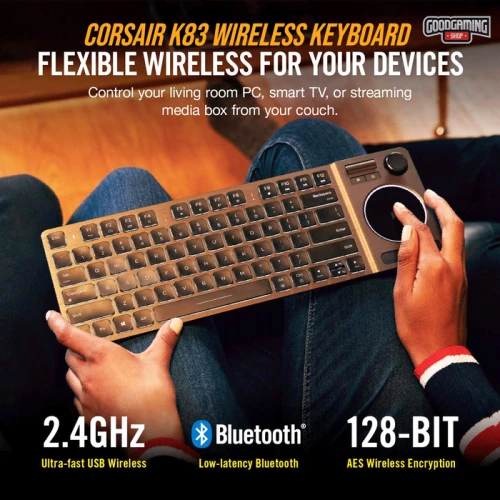 CORSAIR K83 WIRELESS KEYBOARD
GOODGAMING
SHOP
FLEXIBLE WIRELESS FOR YOUR DEVICES
Control your living room PC, smart TV, or streaming
media box from your couch.
2.4GHz
Bluetooth®
128-BIT
Ultra-fast USB Wireless
Low-latency Bluetooth
AES Wireless Encryption